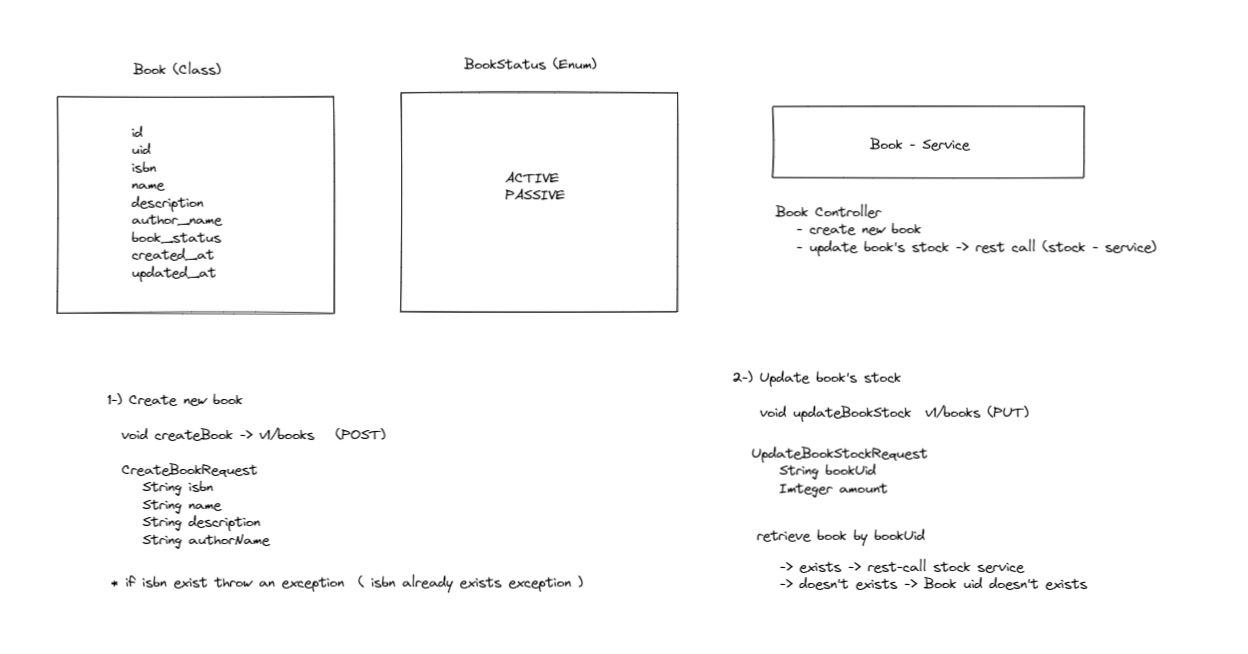 Book (Class)
id
uid
isbn
name
description
author_name
book_status
created_at
updated_at
BookStatus (Enum)
ACTIVE
PASSIVE
Book - Service
Book Controller
- create new book
- update book's stock -> rest call (stock - service)
1-) Create new book
void createBook -> v1/books (POST)
CreateBookRequest
String isbn
String name
String description
String authorName
* if isbn exist throw an exception ( isbn already exists exception )
2-) Update book's stock
void updateBookStock v1/books (PUT)
UpdateBookStockRequest
String bookUid
Imteger amount
retrieve book by bookUid
-> exists -> rest-call stock service
-> doesn't exists -> Book uid doesn't exists